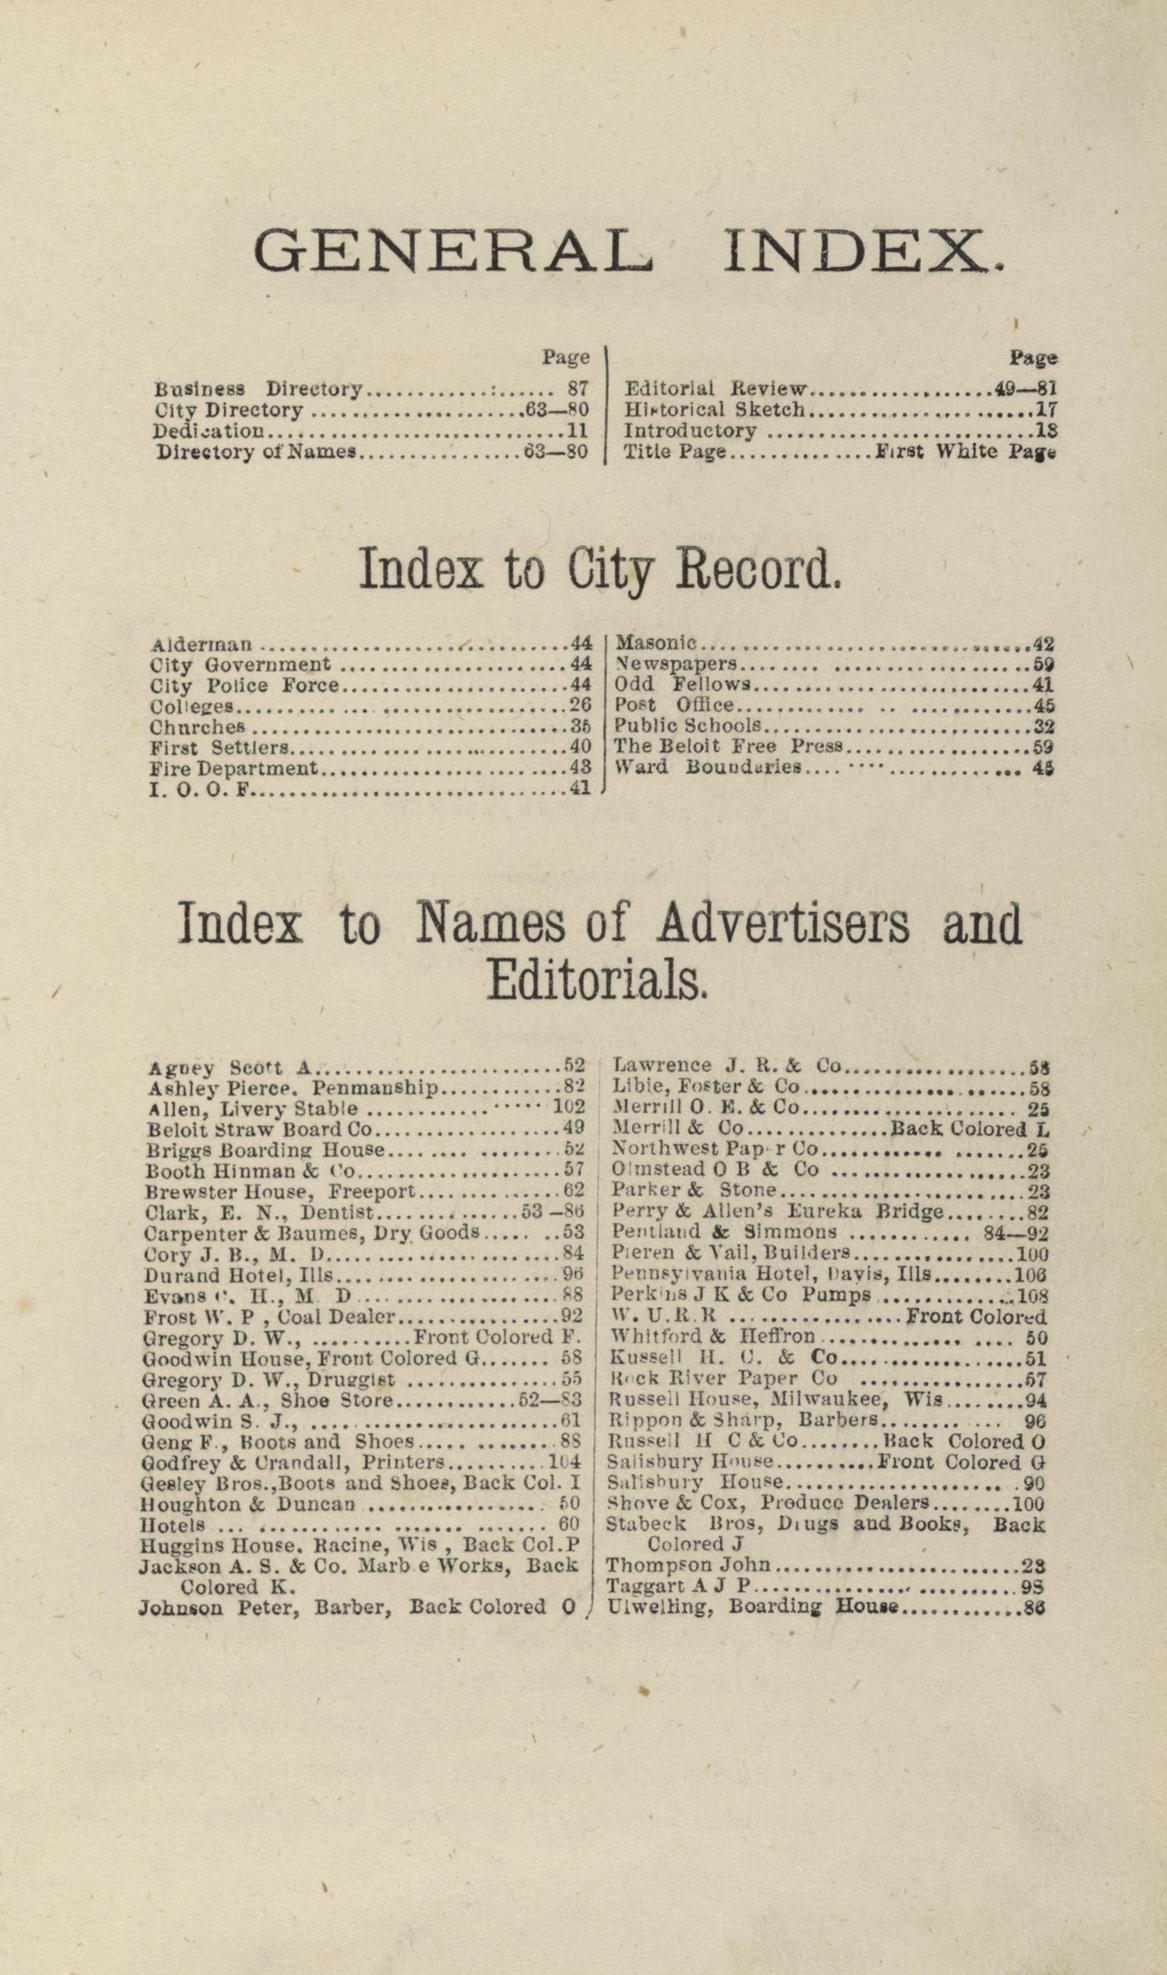 GENERAL INDEX.
Page
Business Directory............:...... 87
City Directory ......................63—80
Dedication..............................11
Directory of Names.................63—80
Page
Editorial Review...................49—81
Historical Sketch.......................17
Introductory ...........................13
Title Page..............First White Page
Index to City Record.
Alderman ................................44
City Government ........................44
City Police Force.......................44
Colleges.............. .....................26
Churches .................................35
First Settlers.............................40
Fire Department.........................43
I. O. O. F.................................41
Masonic..................................42
Newspapers........ ....................59
Odd Fellows............................41
Post Office............. .. ............45
Public Schools...........................32
The Beloit Free Press...................59
Ward Boundaries.... .... .............. 45
Index to Names of Advertisers and
Editorials.
Agney Scott A.........................52
Ashley Pierce. Penmanship............82
Allen, Livery Stable .................. 102
Beloit Straw Board Co...................49
Briggs Boarding House........ ........52
Booth Hinman & Co.....................57
Brewster House, Freeport...............62
Clark, E. N., Dentist...............53—86
Carpenter & Baumes, Dry Goods..... ..53
Cory J. B., M. D........................84
Durand Hotel, Ills.......................96
Evans C. H., M D .....................88
Frost W. P , Coal Dealer.................92
Gregory D. W., ..........Front Colored F.
Goodwin House, Front Colored G....... 58
Gregory D. W., Druggist ................55
Green A. A., Shoe Store............52—83
Goodwin S. J., ..........................61
Geng F., Boots and Shoes..... .........88
Godfrey & Crandall, Printers..........104
Gesley Bros.,Boots and Shoes, Back Col. I
Houghton & Duncan .................. 50
Hotels ... ............ ....... ....... 60
Huggins House. Racine, Wis , Back Col.P
Jackson A. S. & Co. Marb e Works, Back
Colored K.
Johnson Peter, Barber, Back Colored O
Lawrence J. R. & Co...................58
Libie, Foster & Co.......................58
Merrill O. E. & Co...................... 25
Merrill & Co..............Back Colored L
Northwest Pap r Co............ .......25
Olmstead O B & Co ....................23
Parker & Stone.........................23
Perry & Allen's Eureka Bridge........82
Pentland & Simmons ............ 84—92
Pieren & Vail, Builders................100
Pennsylvania Hotel, Davis, Ills........106
Perkins J K & Co Pumps ..............108
W. U. R. R ..................Front Colored
Whitford & Heffron .............. .... 50
Russell H. C. & Co....................51
Rock River Paper Co .................57
Russell House, Milwaukee, Wis........94
Rippon & Sharp, Barbers........ ... 96
Russell H C & Co........Back Colored O
Salisbury House..........Front Colored G
Salisbury House........................90
Shove & Cox, Produce Dealers........100
Stabeck Bros, Drugs and Books, Back
Colored J
Thompson John..........................23
Taggart A J P...........................98
Ulwelling, Boarding House............86